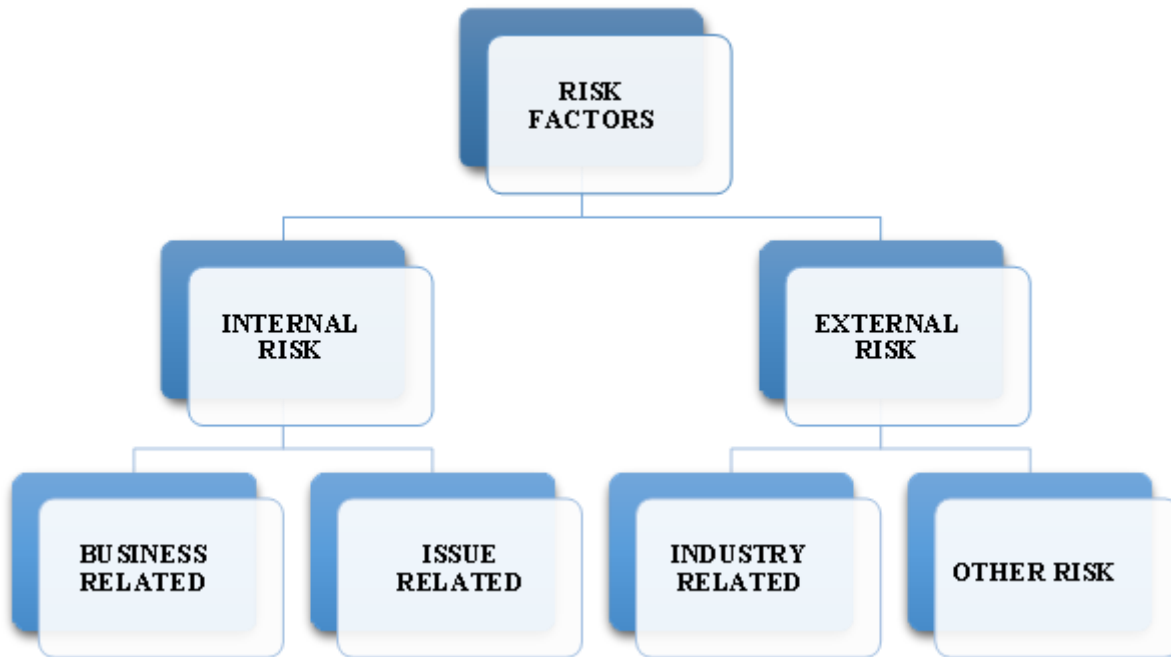 RISK
FACTORS
INTERNAL
RISK
EXTERNAL
RISK
BUSINESS
RELATED
ISSUE
RELATED
INDUSTRY
RELATED
OTHER RISK